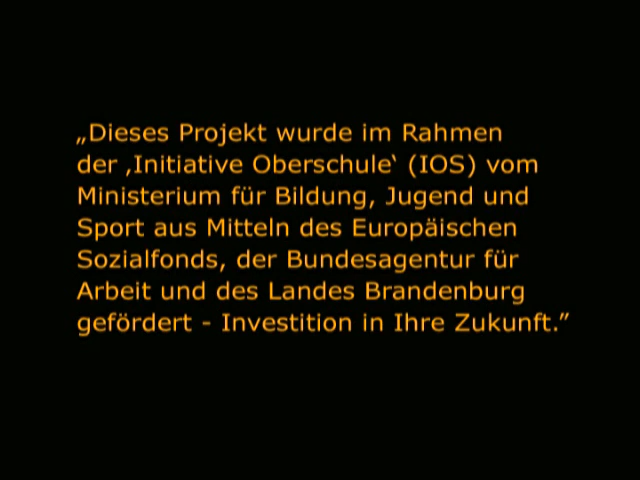 „Dieses Projekt wurde im Rahmen
der ‚Initiative Oberschule‘ (IOS) vom
Ministerium für Bildung, Jugend und
Sport aus Mitteln des Europäischen
Sozialfonds, der Bundesagentur für
Arbeit und des Landes Brandenburg
gefördert - Investition in Ihre Zukunft.”